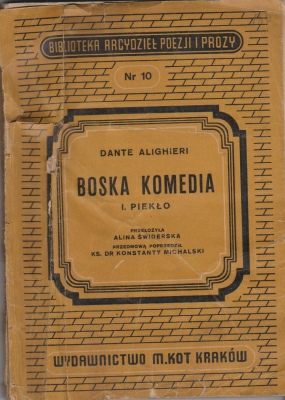 BIBLIOTEKA ARCYDZIEŁ POEZJI I PROZY
Nr 10
DANTE ALIGHIERI
BOSKA KOMEDIA
I. PIEKŁO
PRZEŁOŻYŁA
ALINA ŚWIDERSKA
PRZEDMOWĄ POPRZEDZIŁ
KS. DR KONSTANTY MICHALSKI
WYDAWNICTWO M. KOT KRAKÓW